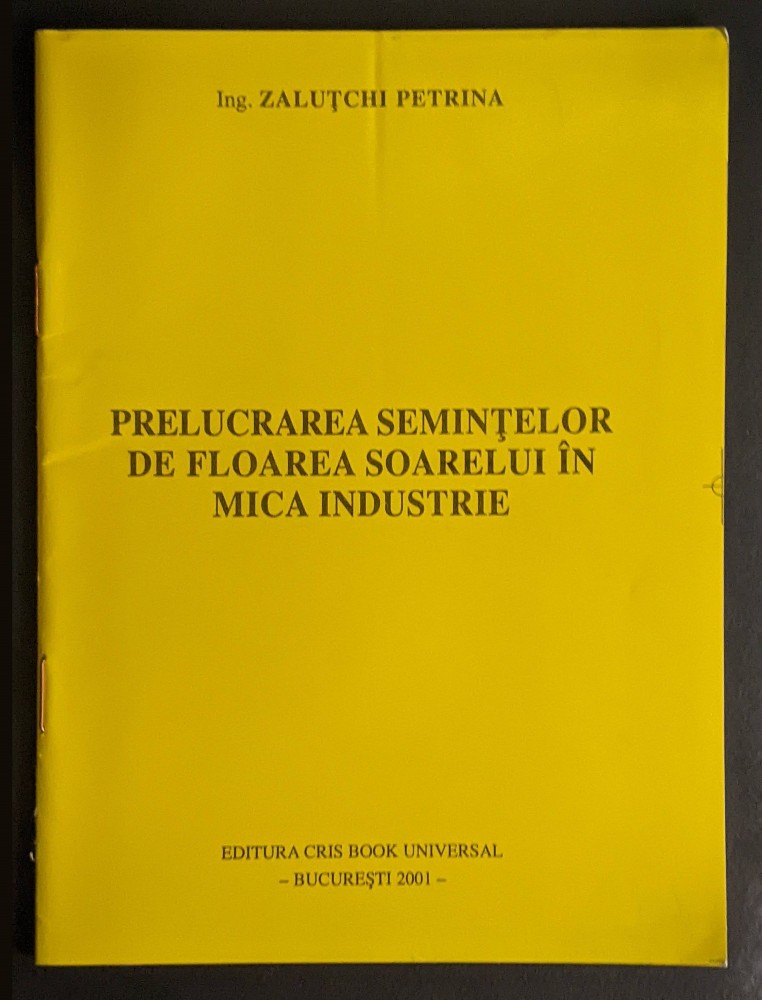 Ing. ZALUŢCHI PETRINA
PRELUCRAREA SEMINŢELOR
DE FLOAREA SOARELUI ÎN
MICA INDUSTRIE
EDITURA CRIS BOOK UNIVERSAL
– BUCUREŞTI 2001 –